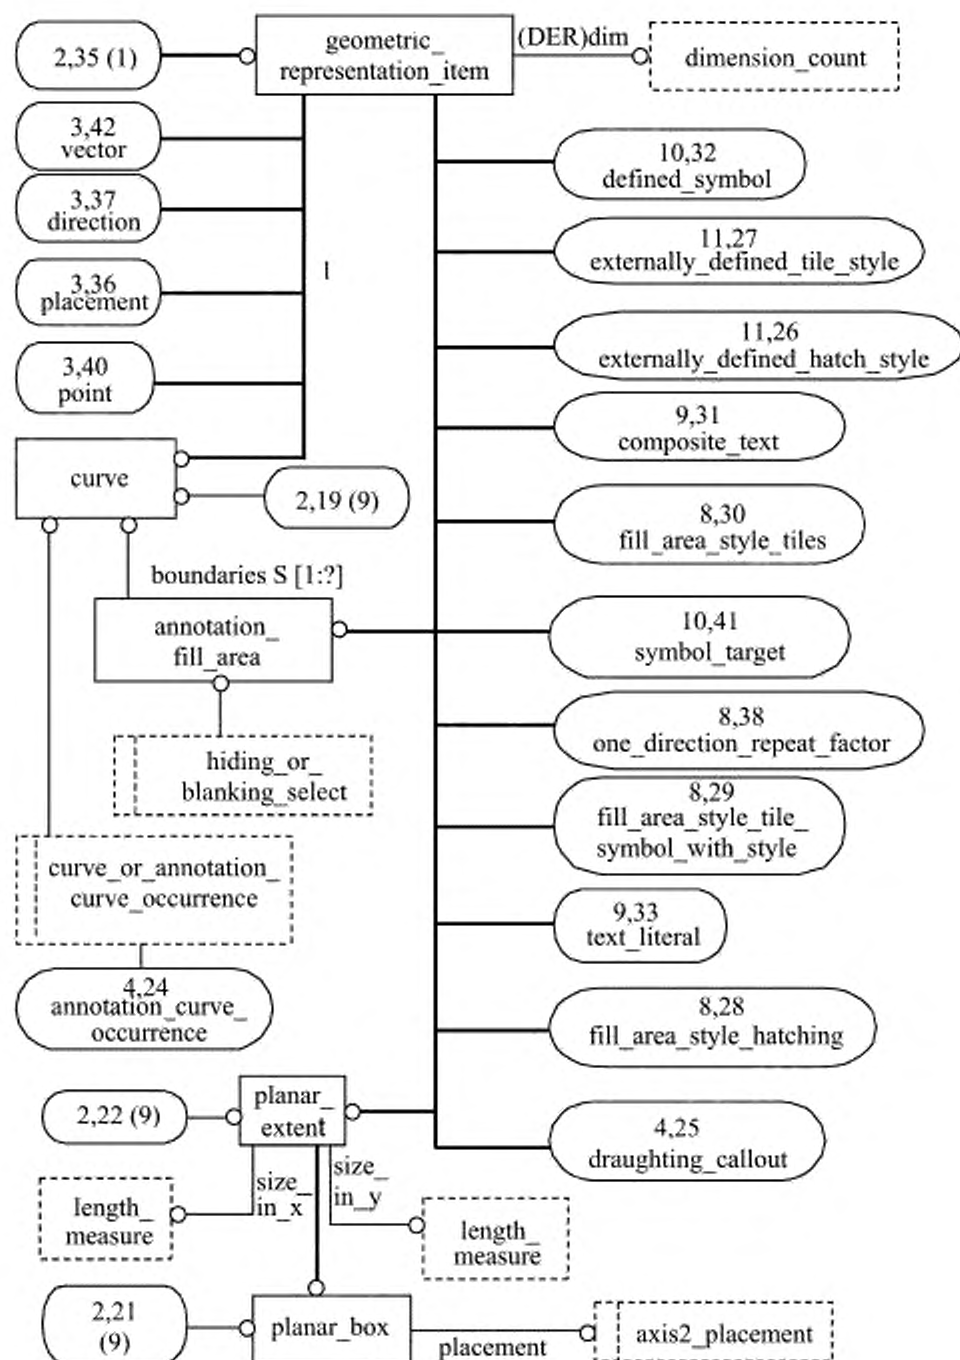 2,35 (1)
geometric_
representation_item
(DER)dim
dimension_count
3,42
vector
3,37
direction
3,36
placement
3,40
point
1
10,32
defined_symbol
11,27
externally_defined_tile_style
11,26
externally_defined_hatch_style
9,31
composite_text
curve
2,19 (9)
8,30
fill_area_style_tiles
boundaries S [1:?]
annotation_
fill_area
10,41
symbol_target
8,38
one_direction_repeat_factor
hiding_or_
blanking_select
8,29
fill_area_style_tile_
symbol_with_style
curve_or_annotation_
curve_occurrence
9,33
text_literal
4,24
annotation_curve_
occurrence
8,28
fill_area_style_hatching
2,22 (9)
planar_
extent
4,25
draughting_callout
size_
in_x
size_
in_y
length_
measure
length_
measure
2,21
(9)
planar_box
placement
axis2_placement